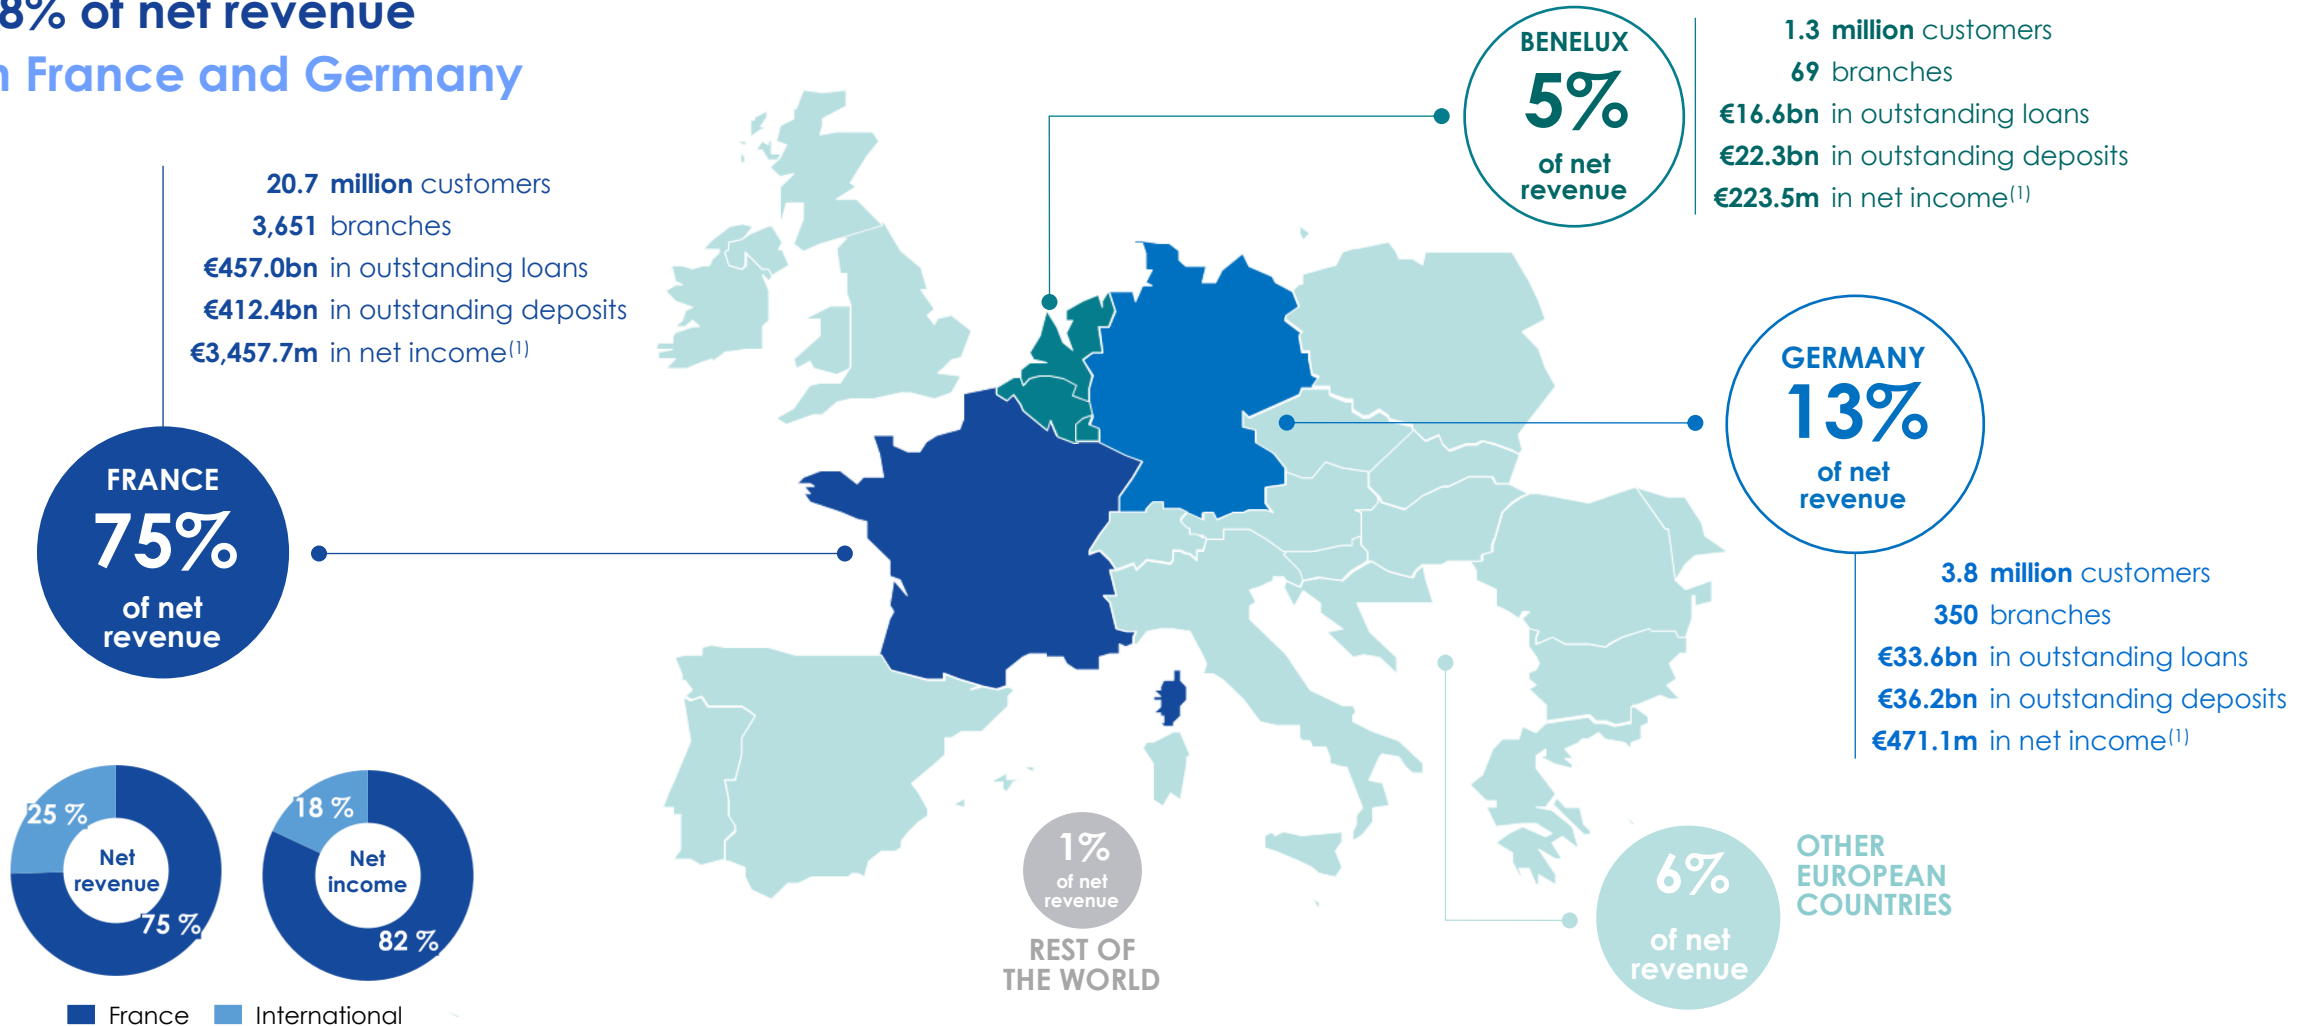 8% of net revenue
n France and Germany
20.7 million customers
3,651 branches
€457.0bn in outstanding loans
€412.4bn in outstanding deposits
€3,457.7m in net income(1)
FRANCE
75%
of net
revenue
BENELUX
5%
of net
revenue
1.3 million customers
69 branches
€16.6bn in outstanding loans
€22.3bn in outstanding deposits
€223.5m in net income(1)
GERMANY
13%
of net
revenue
3.8 million customers
350 branches
€33.6bn in outstanding loans
€36.2bn in outstanding deposits
€471.1m in net income(1)
25 %
Net
revenue
75 %
18 %
Net
income
82 %
France International
1%
of net
revenue
REST OF
THE WORLD
6%
of net
revenue
OTHER
EUROPEAN
COUNTRIES